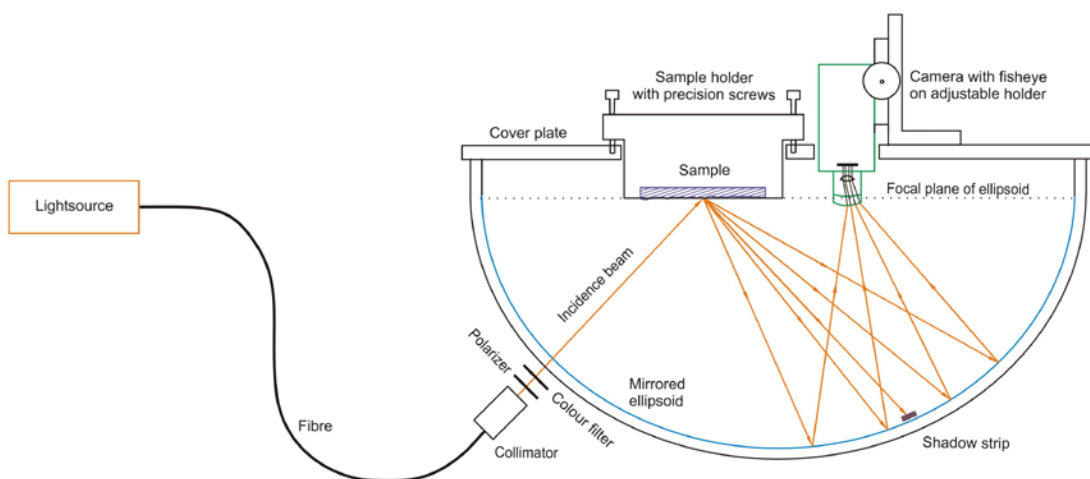 Lightsource
Fibre
Collimator
Polarizer
Colour filter
Incidence beam
Cover plate
Sample holder
with precision screws
Sample
Camera with fisheye
on adjustable holder
Focal plane of ellipsoid
Mirrored
ellipsoid
Shadow strip